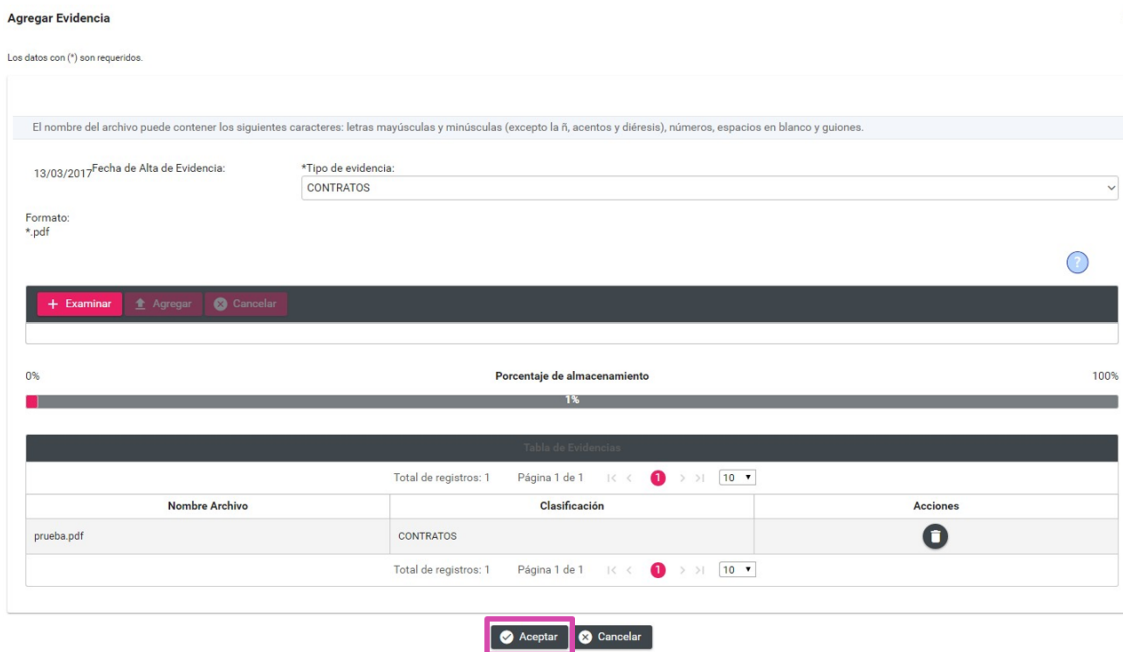 Agregar Evidencia
Los datos con (*) son requeridos.
El nombre del archivo puede contener los siguientes caracteres: letras mayúsculas y minúsculas (excepto la ñ, acentos y diéresis), números, espacios en blanco y guiones.
13/03/2017 Fecha de Alta de Evidencia:
*Tipo de evidencia:
CONTRATOS
Formato:
*.pdf
?
+ Examinar Agregar Cancelar
0% Porcentaje de almacenamiento 100%
1%
Tabla de Evidencias
Total de registros: 1 Página 1 de 1 |< < 1 > >| 10
Nombre Archivo Clasificación Acciones
prueba.pdf CONTRATOS
Total de registros: 1 Página 1 de 1 |< < 1 > >| 10
Aceptar Cancelar